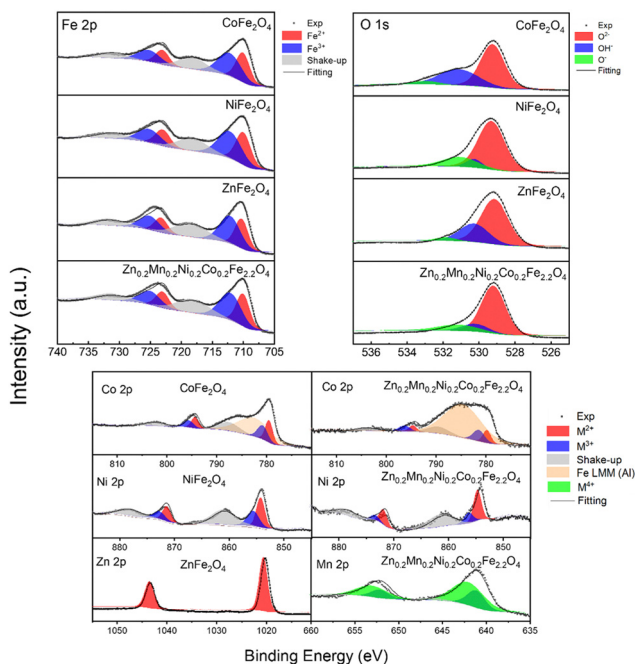 Fe 2p
CoFe2O4
Exp
Fe2+
Fe3+
Shake-up
Fitting
NiFe2O4
ZnFe2O4
Zn0.2Mn0.2Ni0.2Co0.2Fe2.2O4
740 735 730 725 720 715 710 705
O 1s
CoFe2O4
Exp
O2-
OH-
O-
Fitting
NiFe2O4
ZnFe2O4
Zn0.2Mn0.2Ni0.2Co0.2Fe2.2O4
536 534 532 530 528 526
Intensity (a.u.)
Co 2p CoFe2O4
810 800 790 780
Ni 2p NiFe2O4
880 870 860 850
Zn 2p ZnFe2O4
1050 1040 1030 1020
Co 2p Zn0.2Mn0.2Ni0.2Co0.2Fe2.2O4
810 800 790 780
Ni 2p Zn0.2Mn0.2Ni0.2Co0.2Fe2.2O4
880 870 860 850
Mn 2p Zn0.2Mn0.2Ni0.2Co0.2Fe2.2O4
660 655 650 645 640 635
Exp
M2+
M3+
Shake-up
Fe LMM (Al)
M4+
Fitting
Binding Energy (eV)